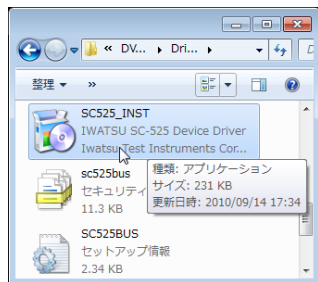 « DV... ▸ Dri... ▸
整理 ▼ »
SC525_INST
IWATSU SC-525 Device Driver
Iwatsu Test Instruments Cor...
種類: アプリケーション
サイズ: 231 KB
更新日時: 2010/09/14 17:34
sc525bus
セキュリティ
11.3 KB
SC525BUS
セットアップ情報
2.34 KB